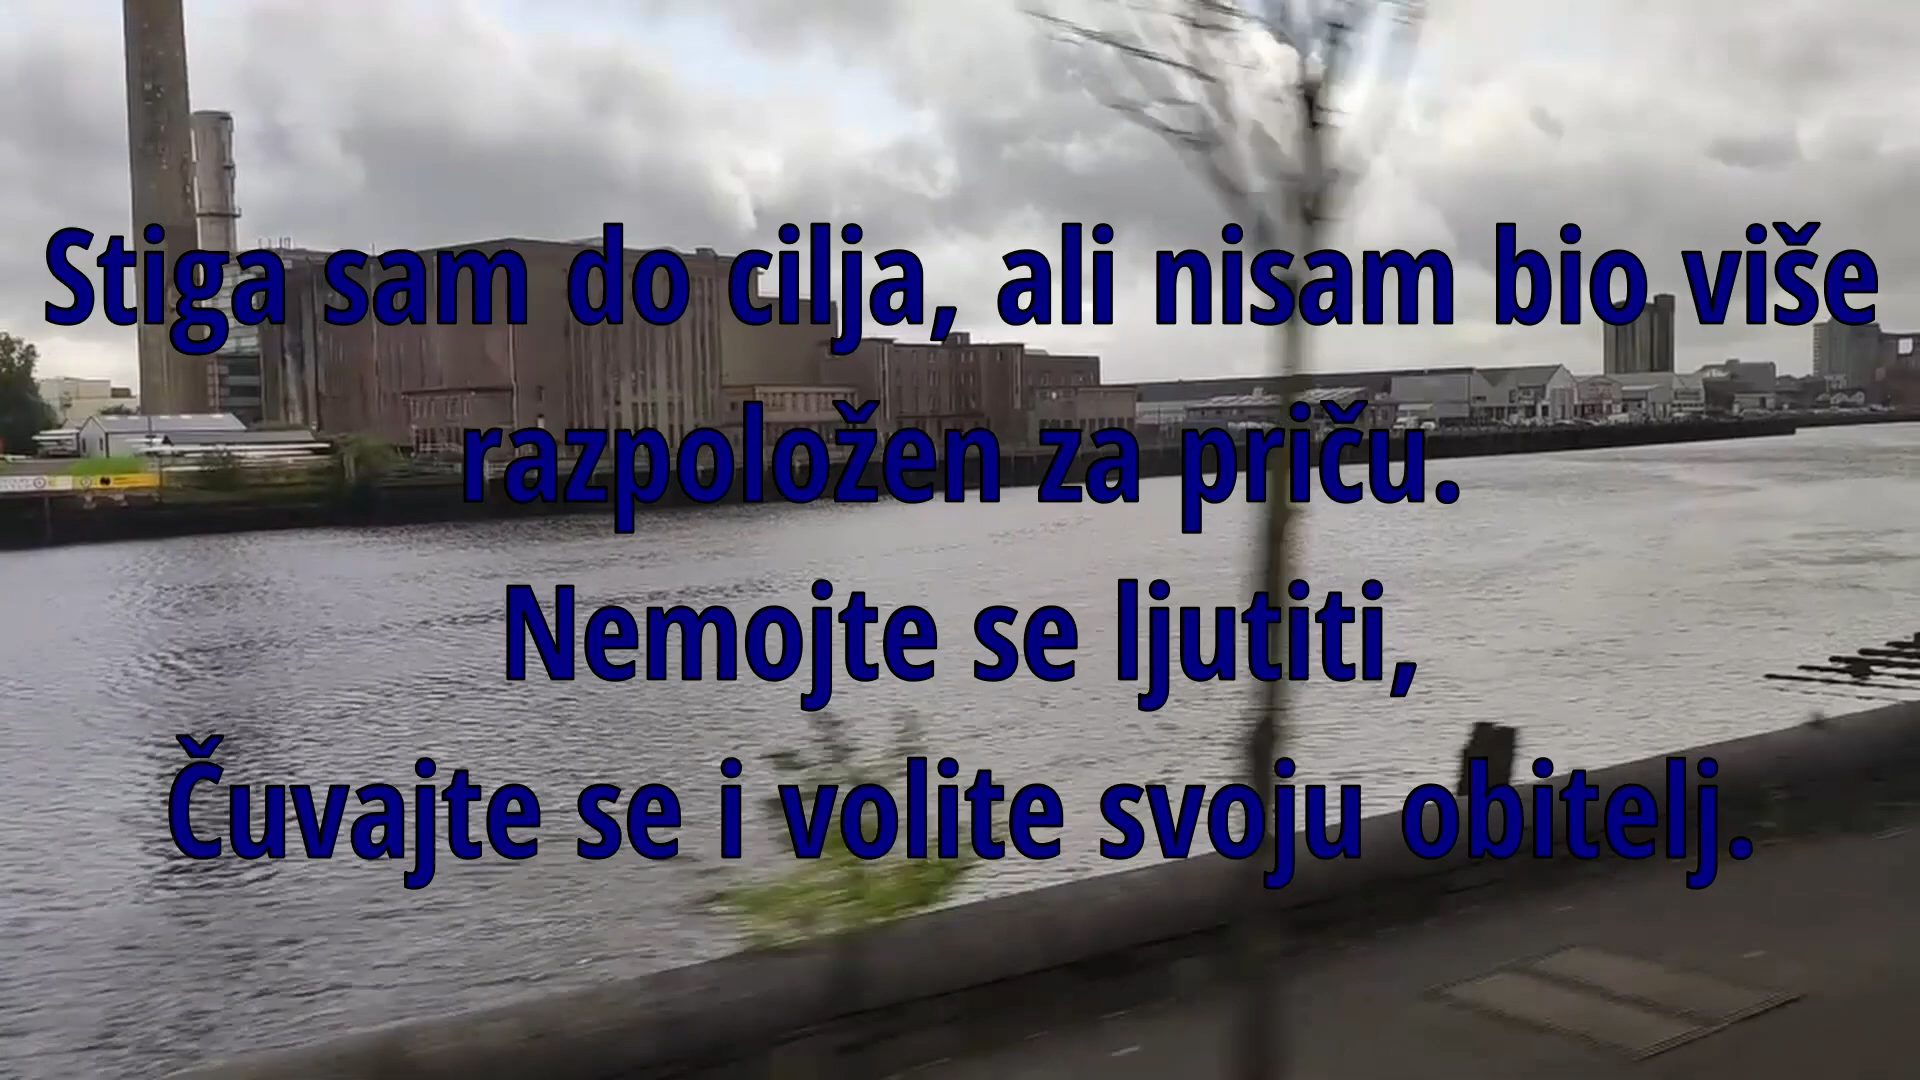 Stiga sam do cilja, ali nisam bio više
razpoložen za priču.
Nemojte se ljutiti,
Čuvajte se i volite svoju obitelj.